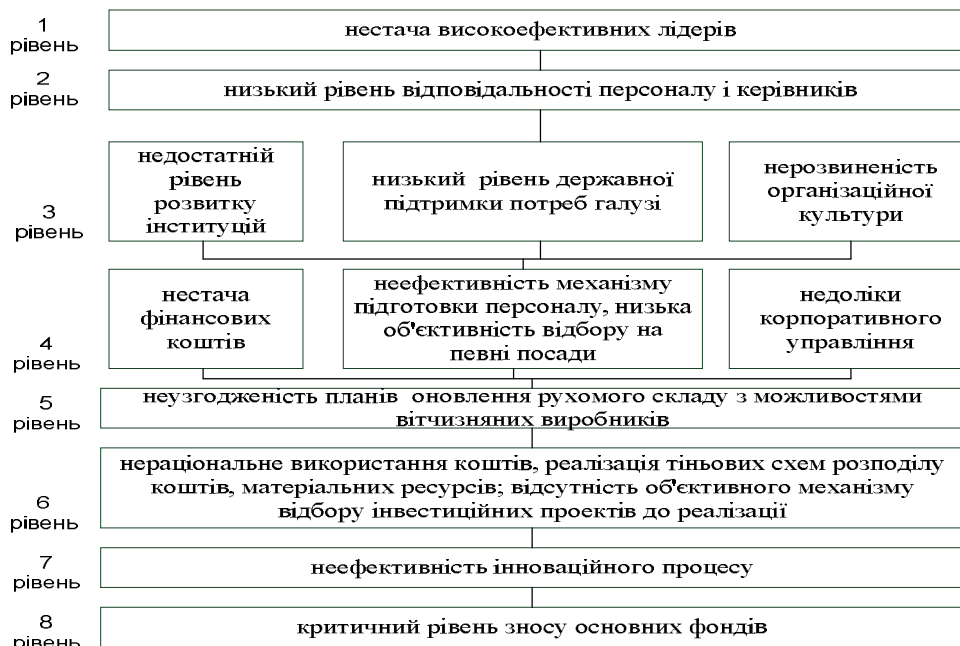 1
рівень
нестача високоефективних лідерів
2
рівень
низький рівень відповідальності персоналу і керівників
3
рівень
недостатній
рівень
розвитку
інституцій
низький рівень державної
підтримки потреб галузі
нерозвиненість
організаційної
культури
4
рівень
нестача
фінансових
коштів
неефективність механізму
підготовки персоналу, низька
об'єктивність відбору на
певні посади
недоліки
корпоративного
управління
5
рівень
неузгодженість планів оновлення рухомого складу з можливостями
вітчизняних виробників
6
рівень
нераціональне використання коштів, реалізація тіньових схем розподілу
коштів, матеріальних ресурсів; відсутність об'єктивного механізму
відбору інвестиційних проектів до реалізації
7
рівень
неефективність інноваційного процесу
8
рівень
критичний рівень зносу основних фондів